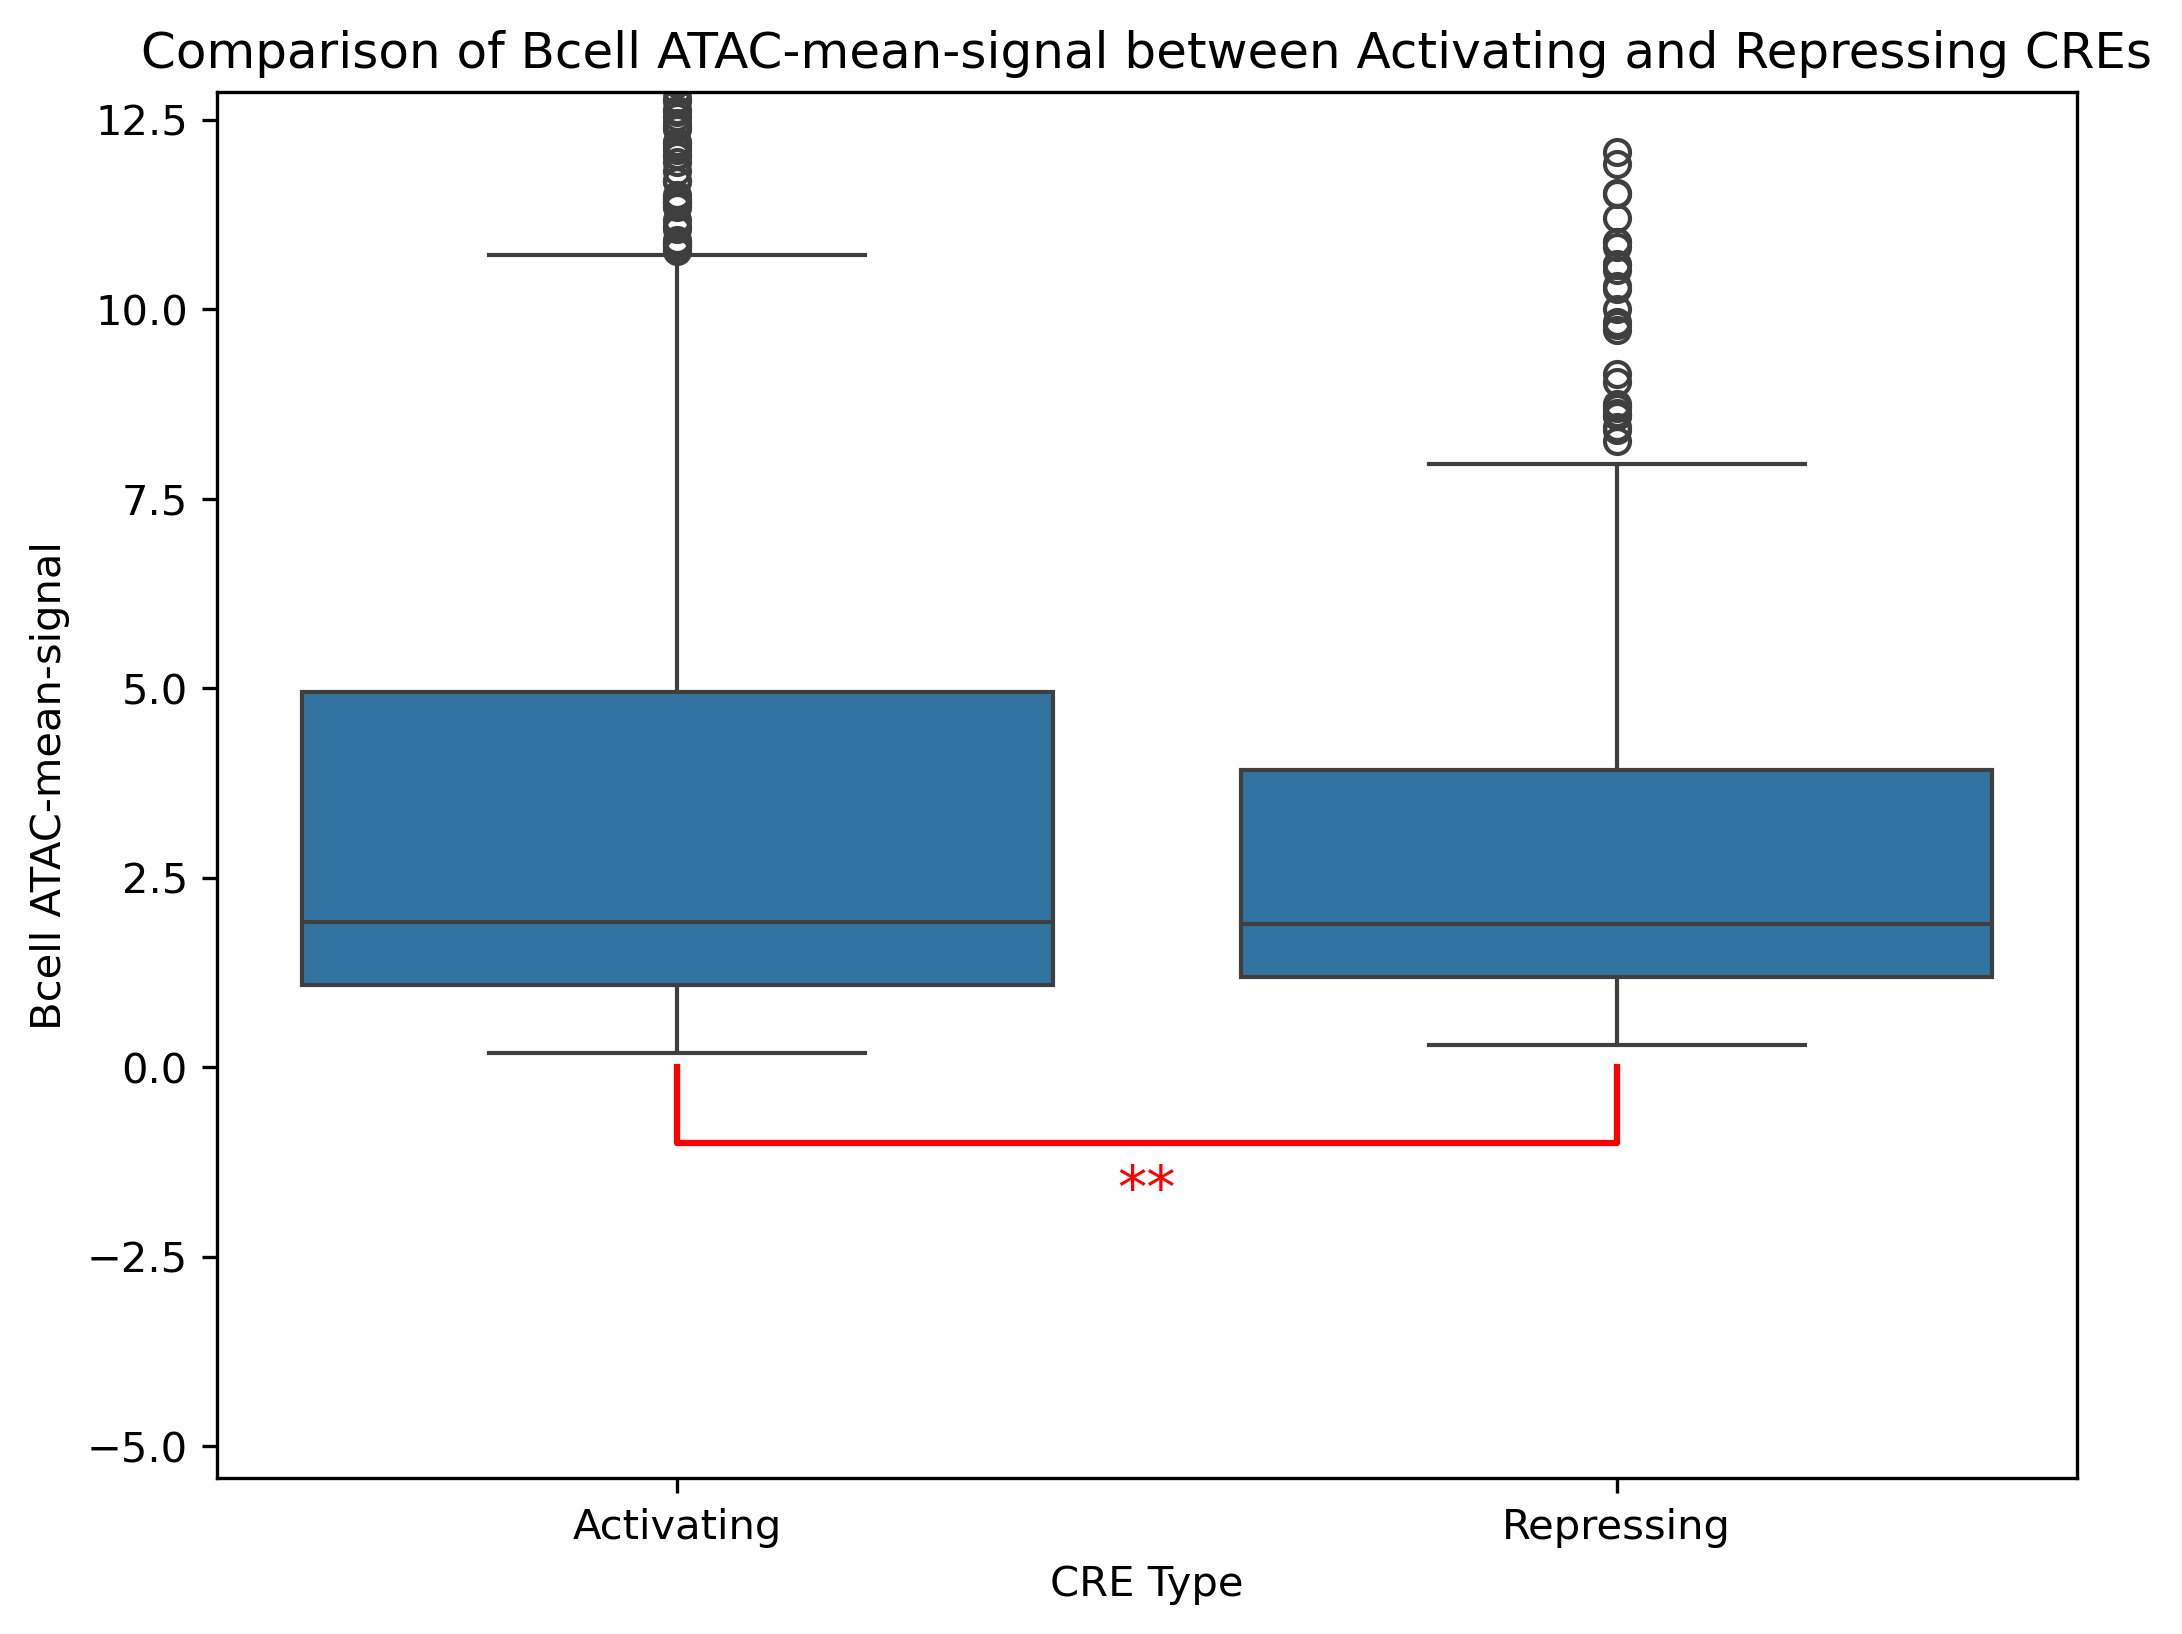 Comparison of Bcell ATAC-mean-signal between Activating and Repressing CREs
Bcell ATAC-mean-signal
12.5
10.0
7.5
5.0
2.5
0.0
−2.5
−5.0
**
Activating
Repressing
CRE Type